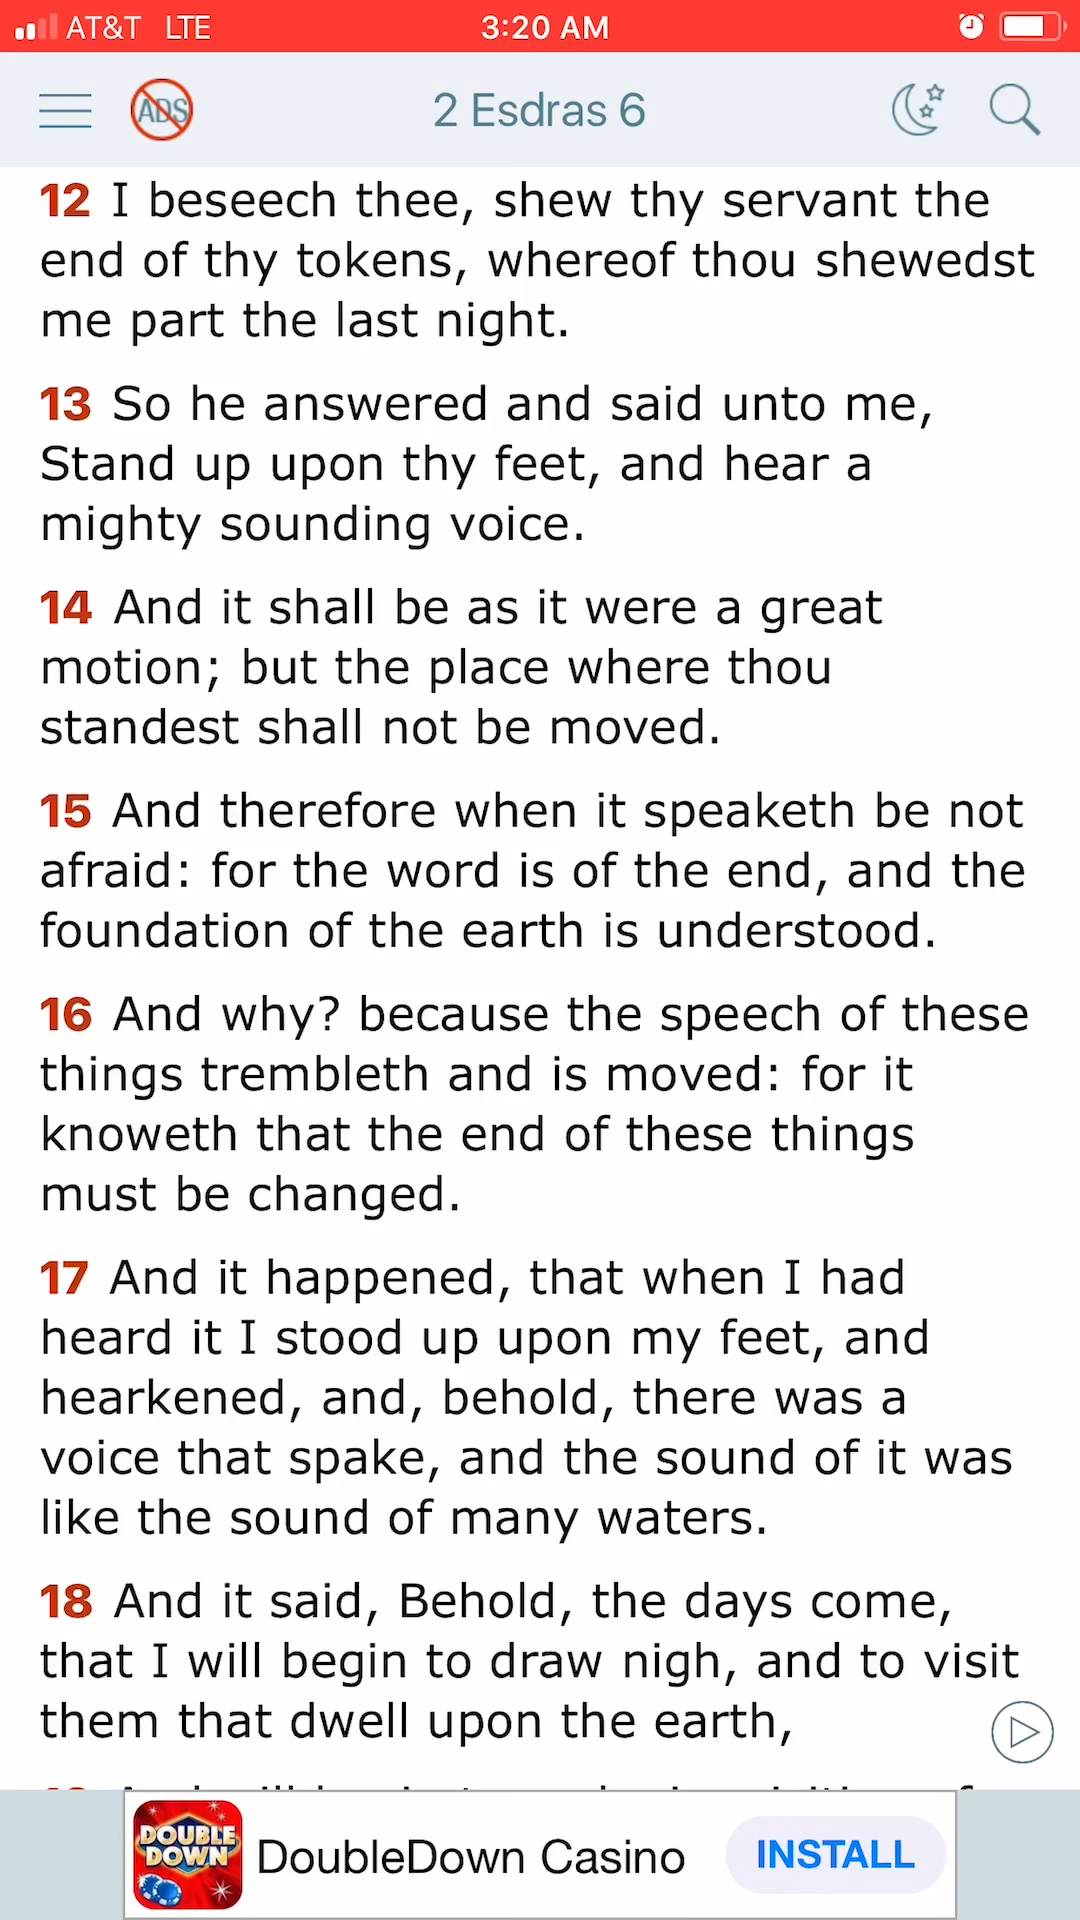 AT&T LTE 3:20 AM
ADS 2 Esdras 6
12 I beseech thee, shew thy servant the
end of thy tokens, whereof thou shewedst
me part the last night.
13 So he answered and said unto me,
Stand up upon thy feet, and hear a
mighty sounding voice.
14 And it shall be as it were a great
motion; but the place where thou
standest shall not be moved.
15 And therefore when it speaketh be not
afraid: for the word is of the end, and the
foundation of the earth is understood.
16 And why? because the speech of these
things trembleth and is moved: for it
knoweth that the end of these things
must be changed.
17 And it happened, that when I had
heard it I stood up upon my feet, and
hearkened, and, behold, there was a
voice that spake, and the sound of it was
like the sound of many waters.
18 And it said, Behold, the days come,
that I will begin to draw nigh, and to visit
them that dwell upon the earth,
DOUBLE
DOWN
DoubleDown Casino INSTALL